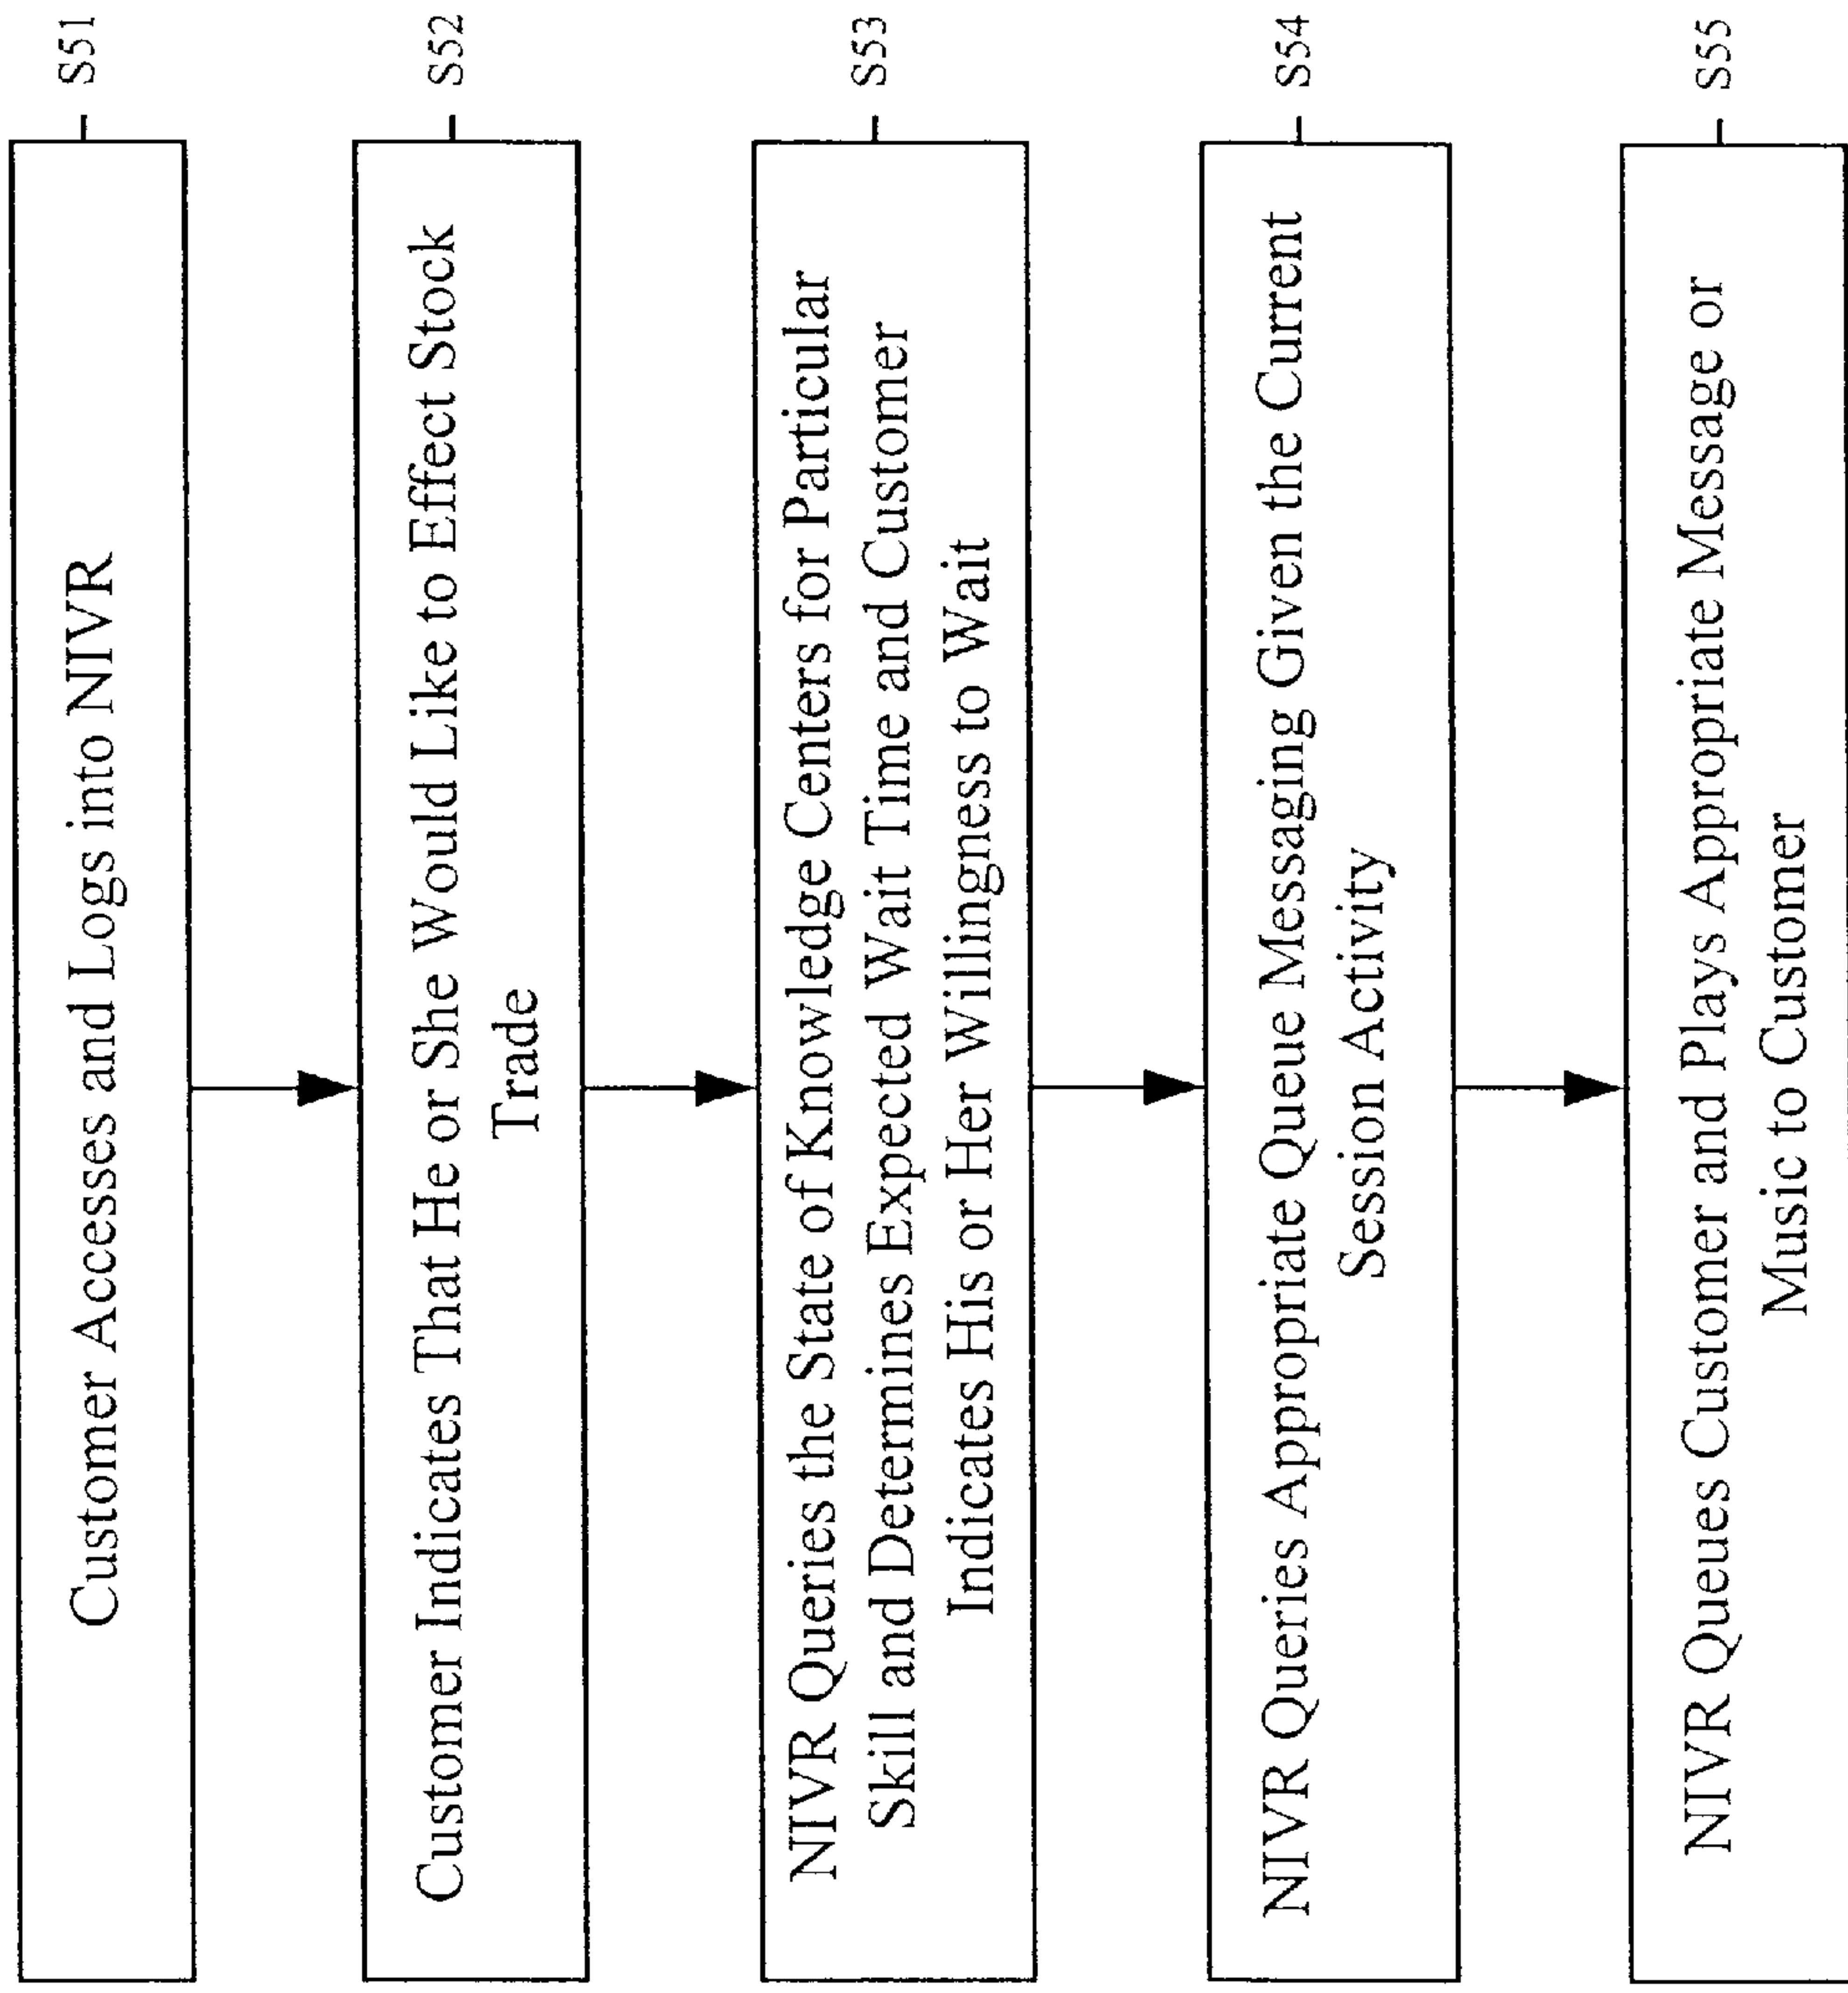 Customer Accesses and Logs into NIVR
S51
Customer Indicates That He or She Would Like to Effect Stock
Trade
S52
NIVR Queries the State of Knowledge Centers for Particular
Skill and Determines Expected Wait Time and Customer
Indicates His or Her Willingness to Wait
S53
NIVR Queries Appropriate Queue Messaging Given the Current
Session Activity
S54
NIVR Queues Customer and Plays Appropriate Message or
Music to Customer
S55